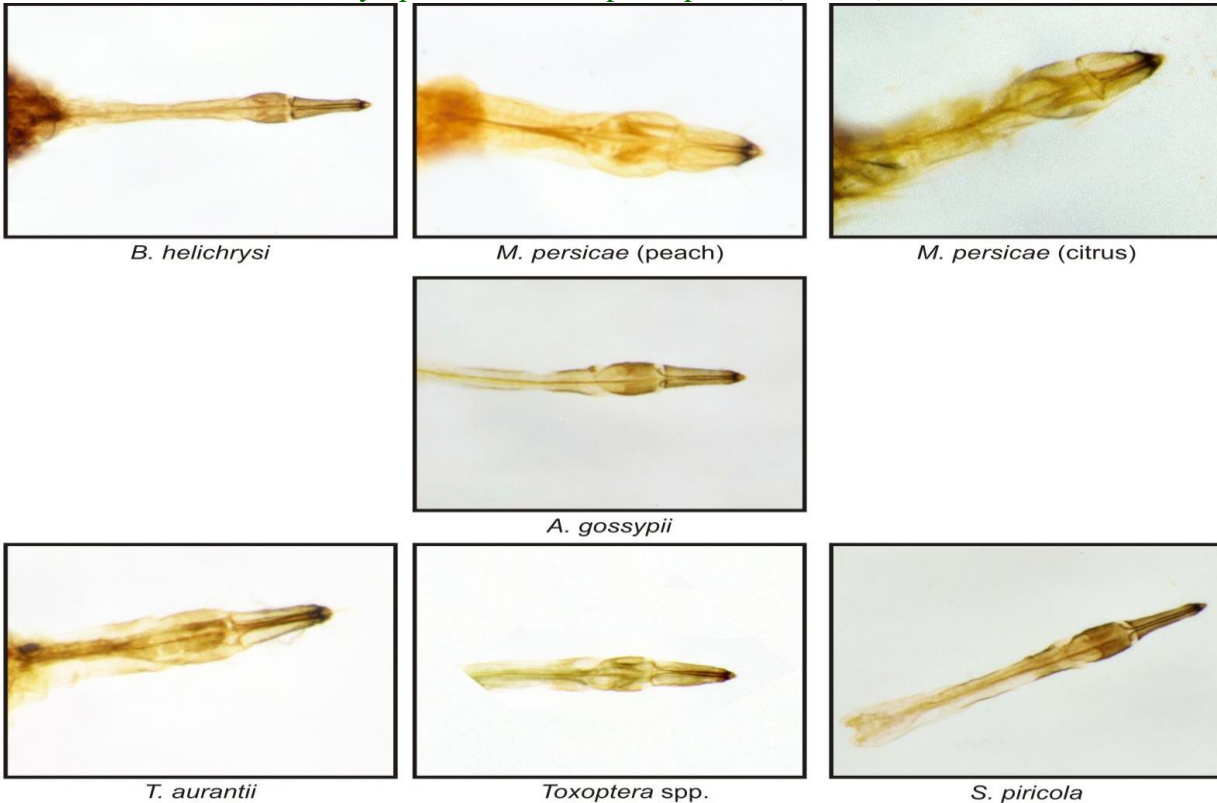 B. helichrysi
M. persicae (peach)
M. persicae (citrus)
A. gossypii
T. aurantii
Toxoptera spp.
S. piricola